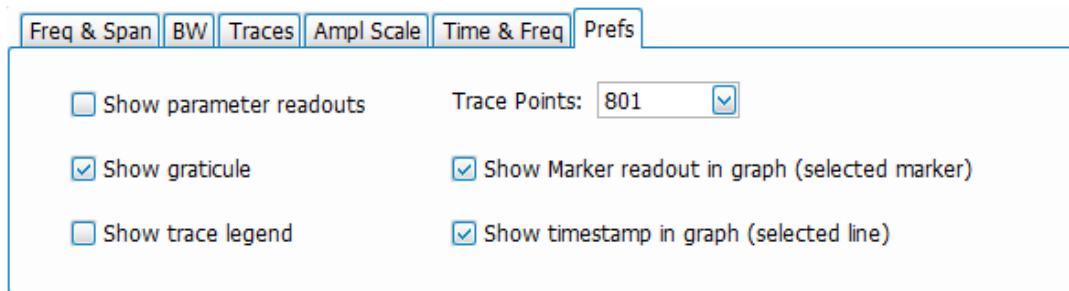 Freq & Span BW Traces Ampl Scale Time & Freq Prefs
Show parameter readouts Trace Points: 801
Show graticule Show Marker readout in graph (selected marker)
Show trace legend Show timestamp in graph (selected line)